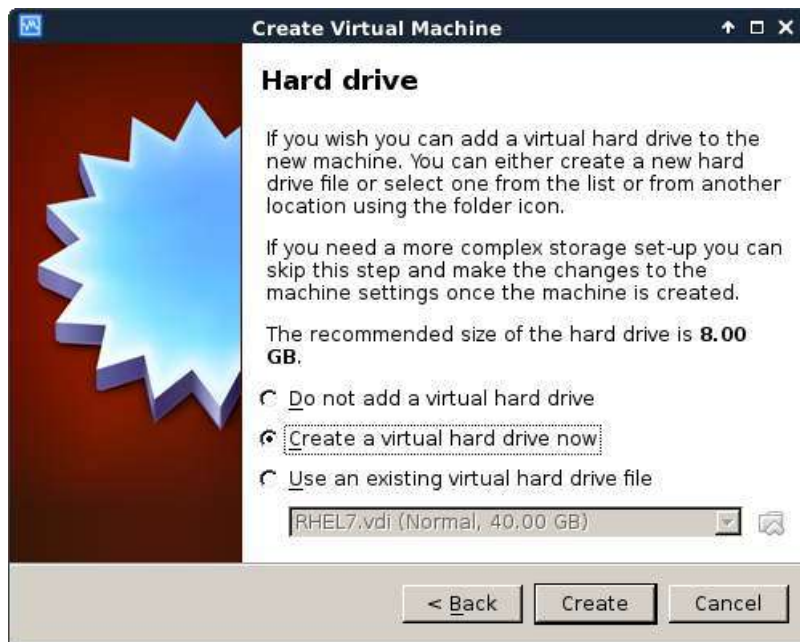 Create Virtual Machine
Hard drive
If you wish you can add a virtual hard drive to the
new machine. You can either create a new hard
drive file or select one from the list or from another
location using the folder icon.
If you need a more complex storage set-up you can
skip this step and make the changes to the
machine settings once the machine is created.
The recommended size of the hard drive is 8.00
GB.
Do not add a virtual hard drive
Create a virtual hard drive now
Use an existing virtual hard drive file
RHEL7.vdi (Normal, 40.00 GB)
< Back Create Cancel